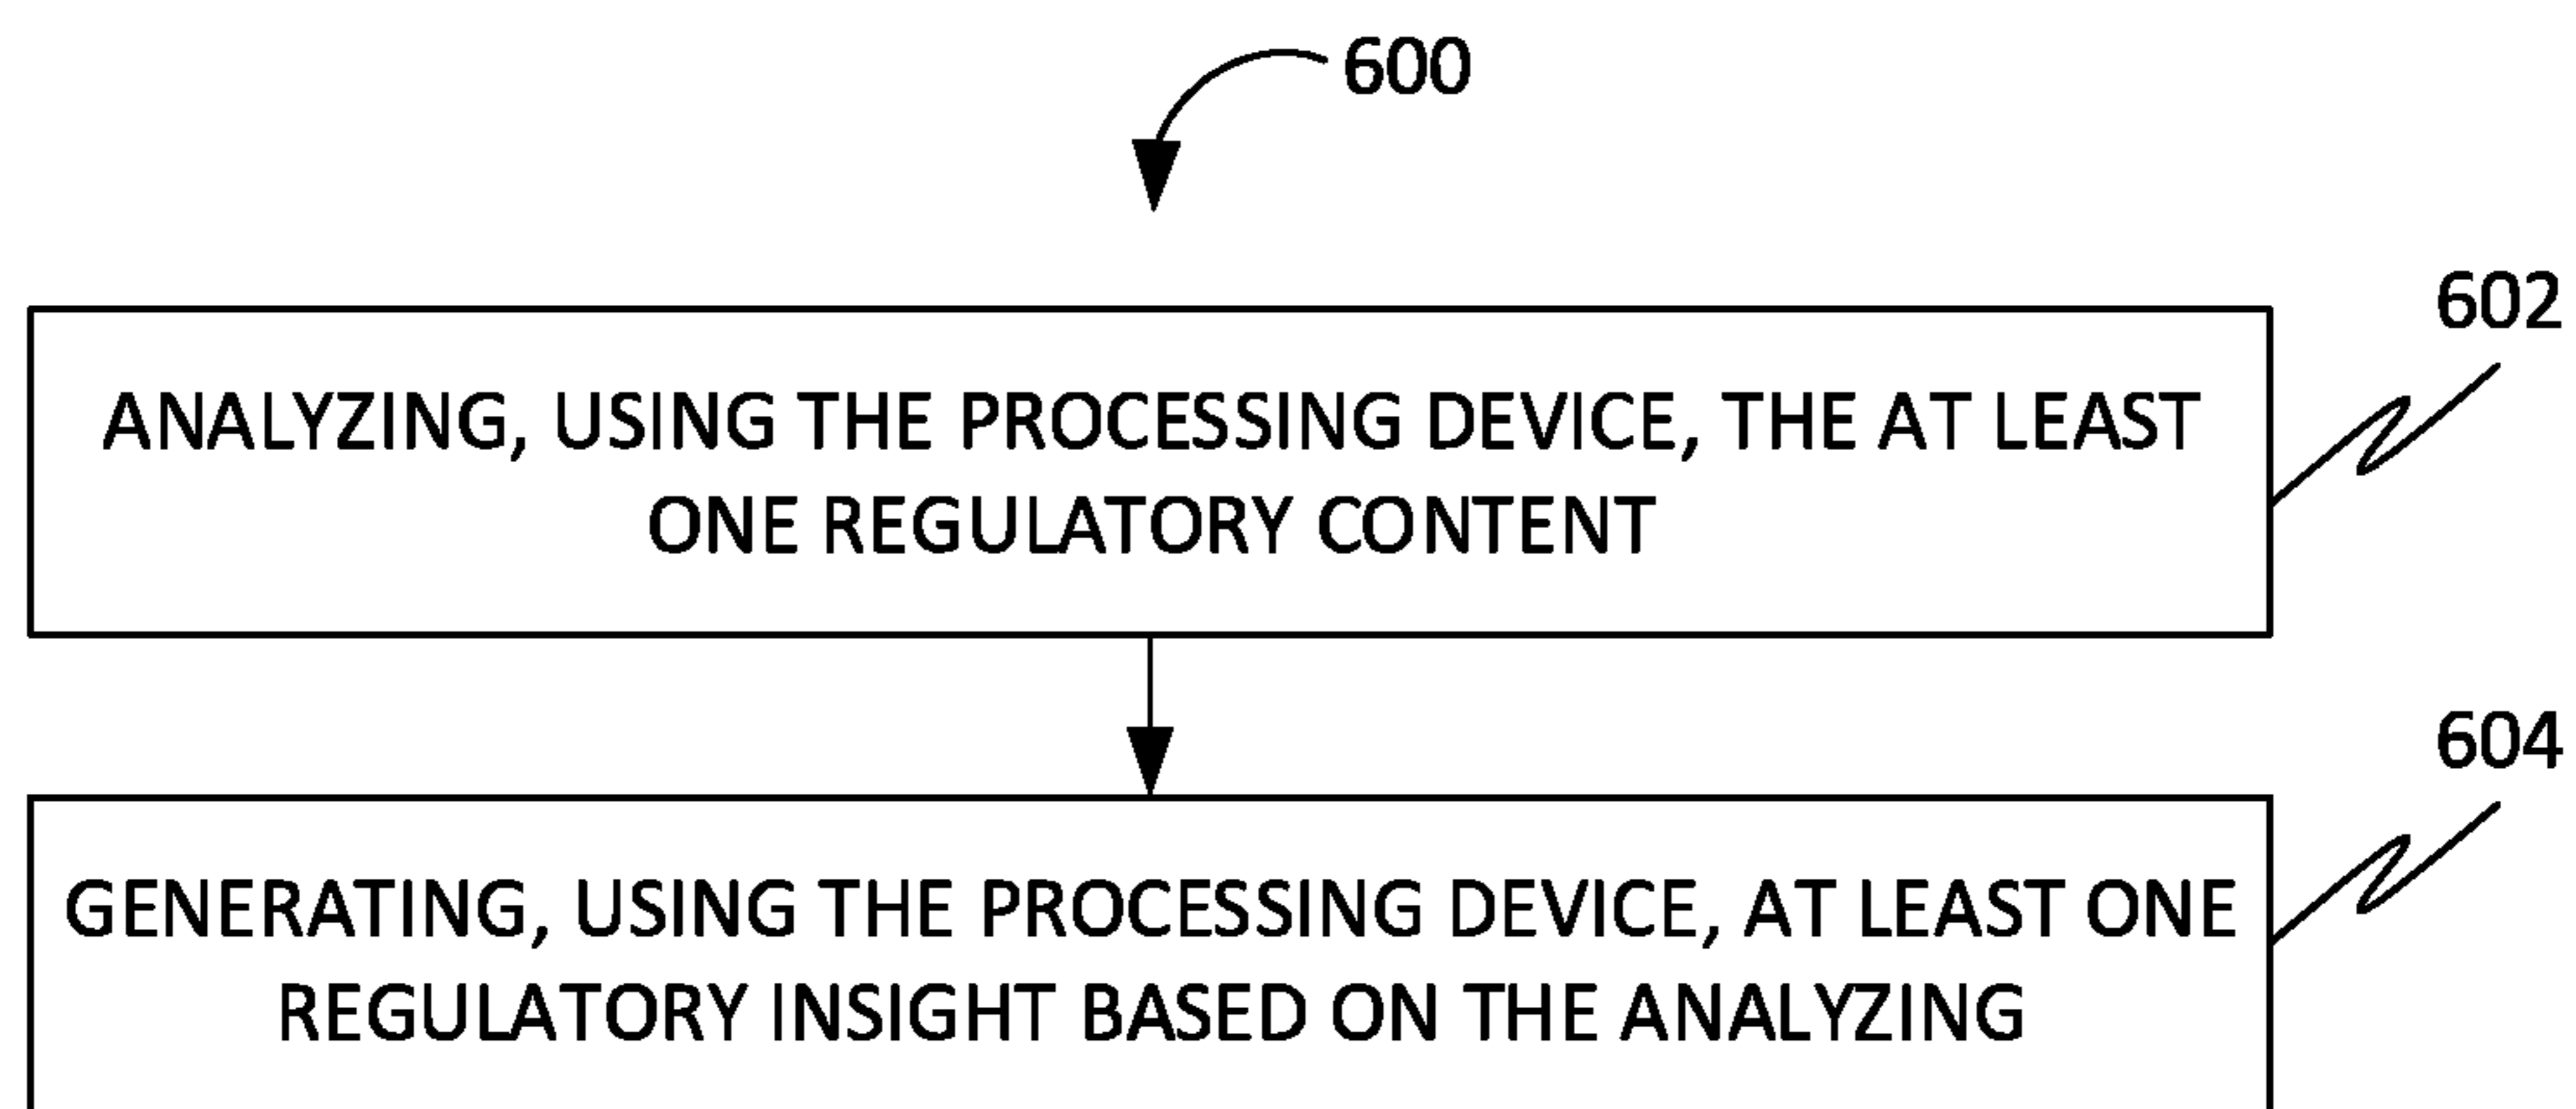 600
602
ANALYZING, USING THE PROCESSING DEVICE, THE AT LEAST
ONE REGULATORY CONTENT
604
GENERATING, USING THE PROCESSING DEVICE, AT LEAST ONE
REGULATORY INSIGHT BASED ON THE ANALYZING